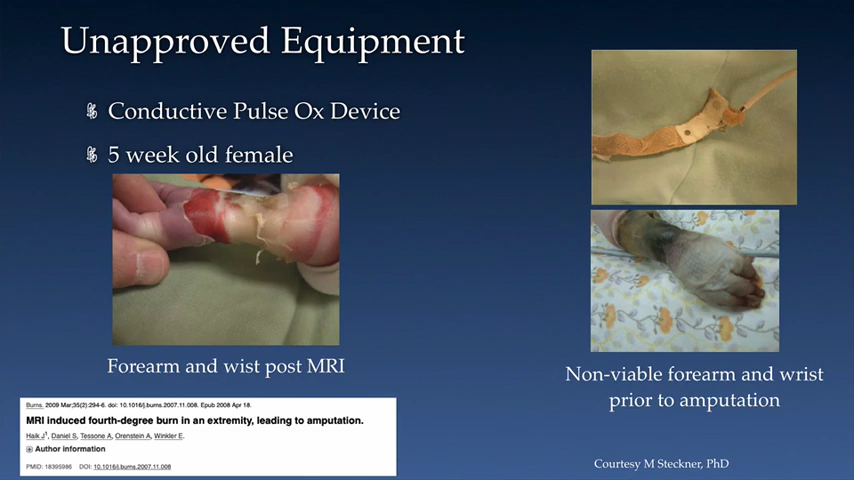 Unapproved Equipment
Conductive Pulse Ox Device
5 week old female
Forearm and wist post MRI
Non-viable forearm and wrist
prior to amputation
Burns. 2009 Mar;35(2):294-6. doi: 10.1016/j.burns.2007.11.008. Epub 2008 Apr 18.
MRI induced fourth-degree burn in an extremity, leading to amputation.
Haik J1, Daniel S, Tessone A, Orenstein A, Winkler E.
Author information
PMID: 18395986 DOI: 10.1016/j.burns.2007.11.008
Courtesy M Steckner, PhD